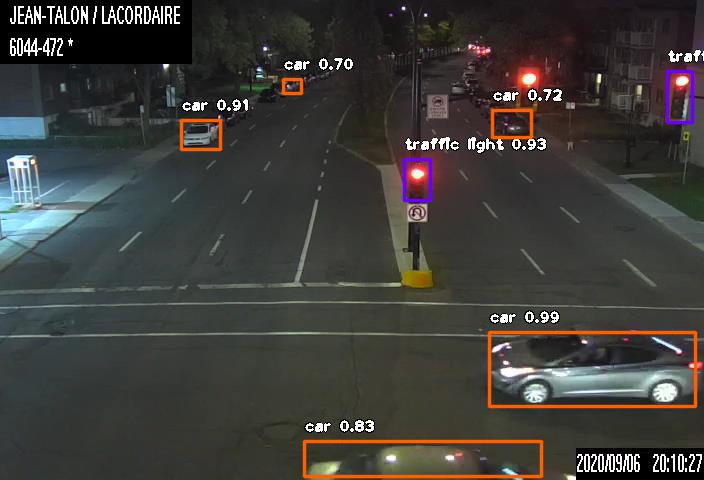 JEAN-TALON / LACORDAIRE
6044-472 *
car 0.70
car 0.91
car 0.72
traffic light 0.93
car 0.99
car 0.83
2020/09/06 20:10:27